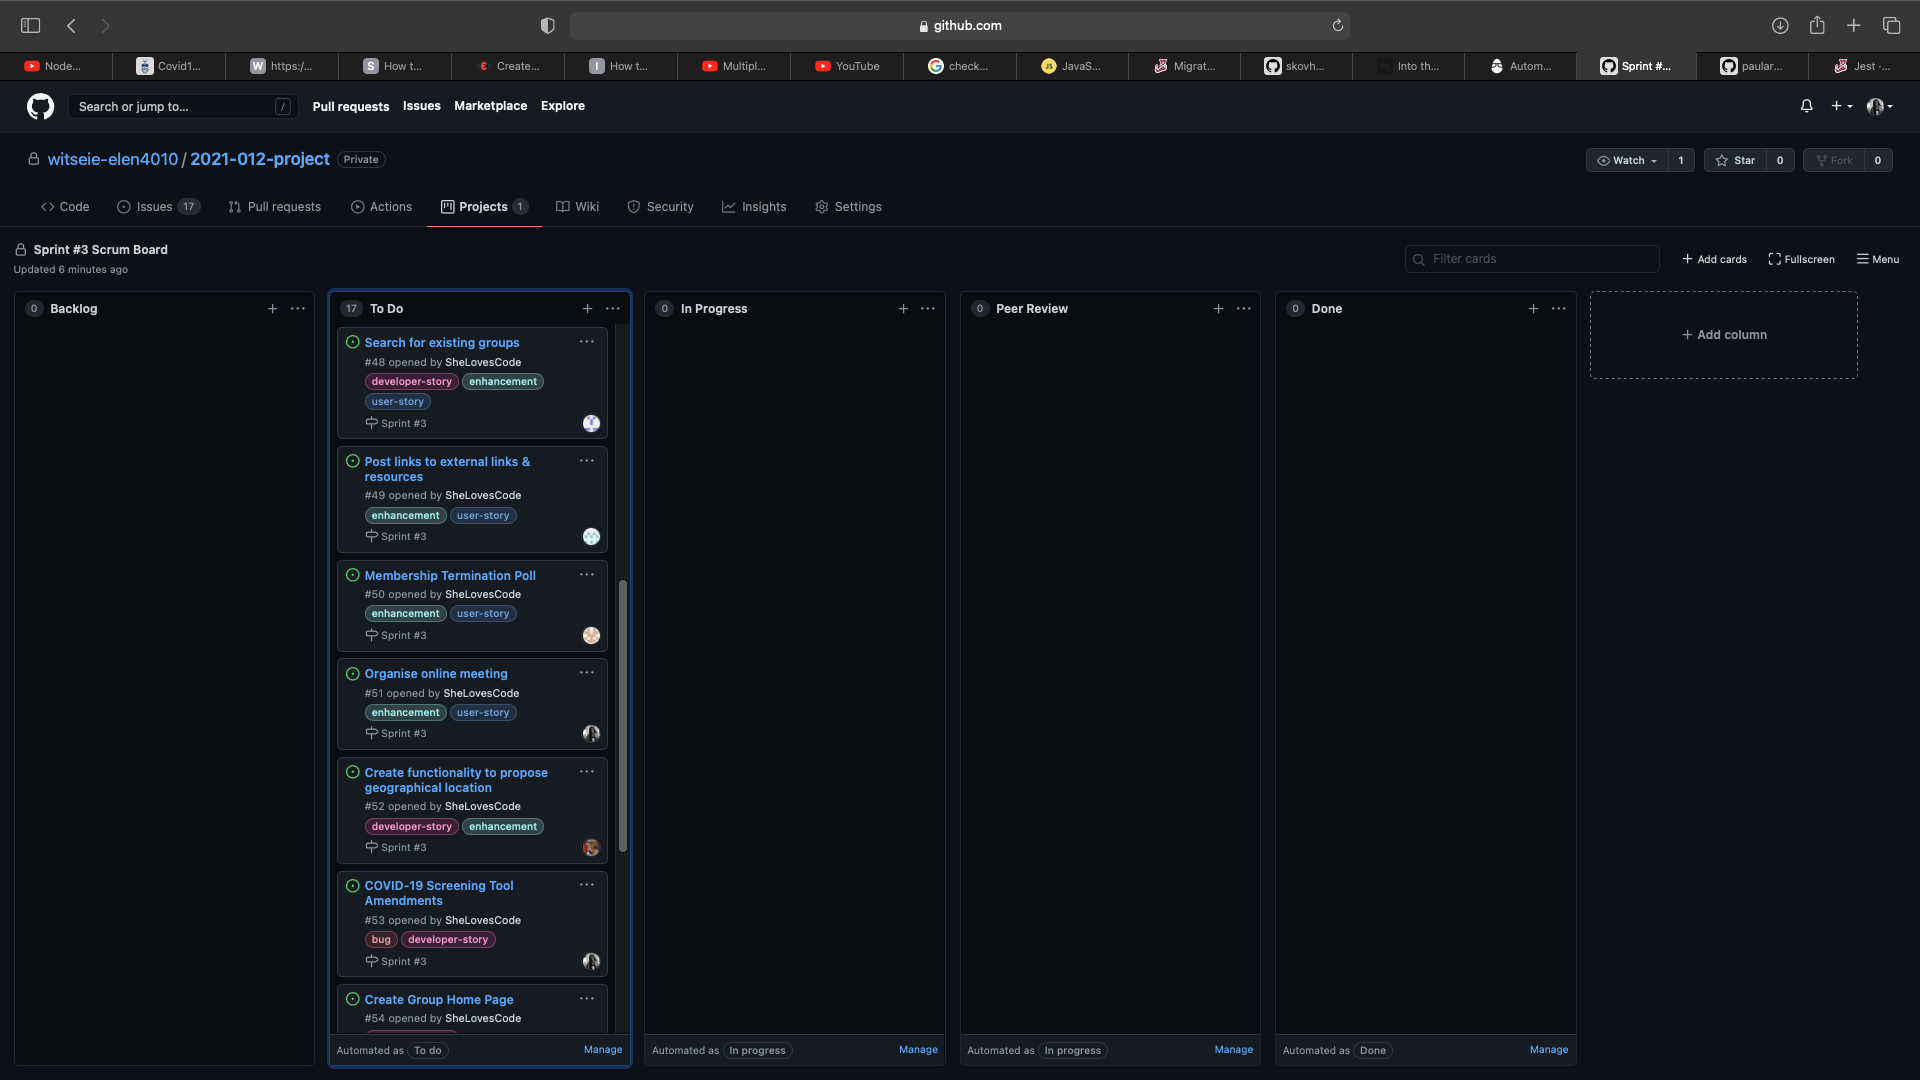 github.com
Node...
Covid1...
W https:/...
S How t...
Create...
I How t...
Multipl...
YouTube
check...
JS JavaS...
Migrat...
skovh...
Into th...
Autom...
Sprint #...
paular...
Jest ·...
Search or jump to... /
Pull requests
Issues
Marketplace
Explore
witseie-elen4010 / 2021-012-project Private
Watch 1
Star 0
Fork 0
Code
Issues 17
Pull requests
Actions
Projects 1
Wiki
Security
Insights
Settings
Sprint #3 Scrum Board
Updated 6 minutes ago
Filter cards
+ Add cards
Fullscreen
Menu
0 Backlog
17 To Do
Search for existing groups
#48 opened by SheLovesCode
developer-story enhancement
user-story
Sprint #3
Post links to external links &
resources
#49 opened by SheLovesCode
enhancement user-story
Sprint #3
Membership Termination Poll
#50 opened by SheLovesCode
enhancement user-story
Sprint #3
Organise online meeting
#51 opened by SheLovesCode
enhancement user-story
Sprint #3
Create functionality to propose
geographical location
#52 opened by SheLovesCode
developer-story enhancement
Sprint #3
COVID-19 Screening Tool
Amendments
#53 opened by SheLovesCode
bug developer-story
Sprint #3
Create Group Home Page
#54 opened by SheLovesCode
Automated as To do Manage
0 In Progress
Automated as In progress Manage
0 Peer Review
Automated as In progress Manage
0 Done
Automated as Done Manage
+ Add column